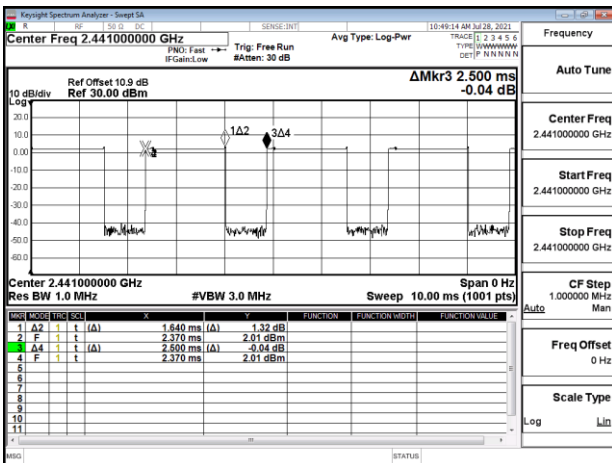 Keysight Spectrum Analyzer - Swept SA
R RF 50 Ω DC SENSE:INT 10:49:14 AM Jul 28, 2021
Center Freq 2.441000000 GHz
PNO: Fast
IFGain:Low
Trig: Free Run
#Atten: 30 dB
Avg Type: Log-Pwr
TRACE 1 2 3 4 5 6
TYPE WWWWWW
DET P N N N N N
Ref Offset 10.9 dB
Ref 30.00 dBm
10 dB/div
Log
ΔMkr3 2.500 ms
-0.04 dB
20.0
10.0
0.00
-10.0
-20.0
-30.0
-40.0
-50.0
-60.0
1Δ2
3Δ4
Center 2.441000000 GHz
Res BW 1.0 MHz
#VBW 3.0 MHz
Span 0 Hz
Sweep 10.00 ms (1001 pts)
MKR MODE TRC SCL X Y FUNCTION FUNCTION WIDTH FUNCTION VALUE
1 Δ2 1 t (Δ) 1.640 ms (Δ) 1.32 dB
2 F 1 t 2.370 ms 2.01 dBm
3 Δ4 1 t (Δ) 2.500 ms (Δ) -0.04 dB
4 F 1 t 2.370 ms 2.01 dBm
5
6
7
8
9
10
11
MSG
STATUS
Frequency
Auto Tune
Center Freq
2.441000000 GHz
Start Freq
2.441000000 GHz
Stop Freq
2.441000000 GHz
CF Step
1.000000 MHz
Auto Man
Freq Offset
0 Hz
Scale Type
Log Lin